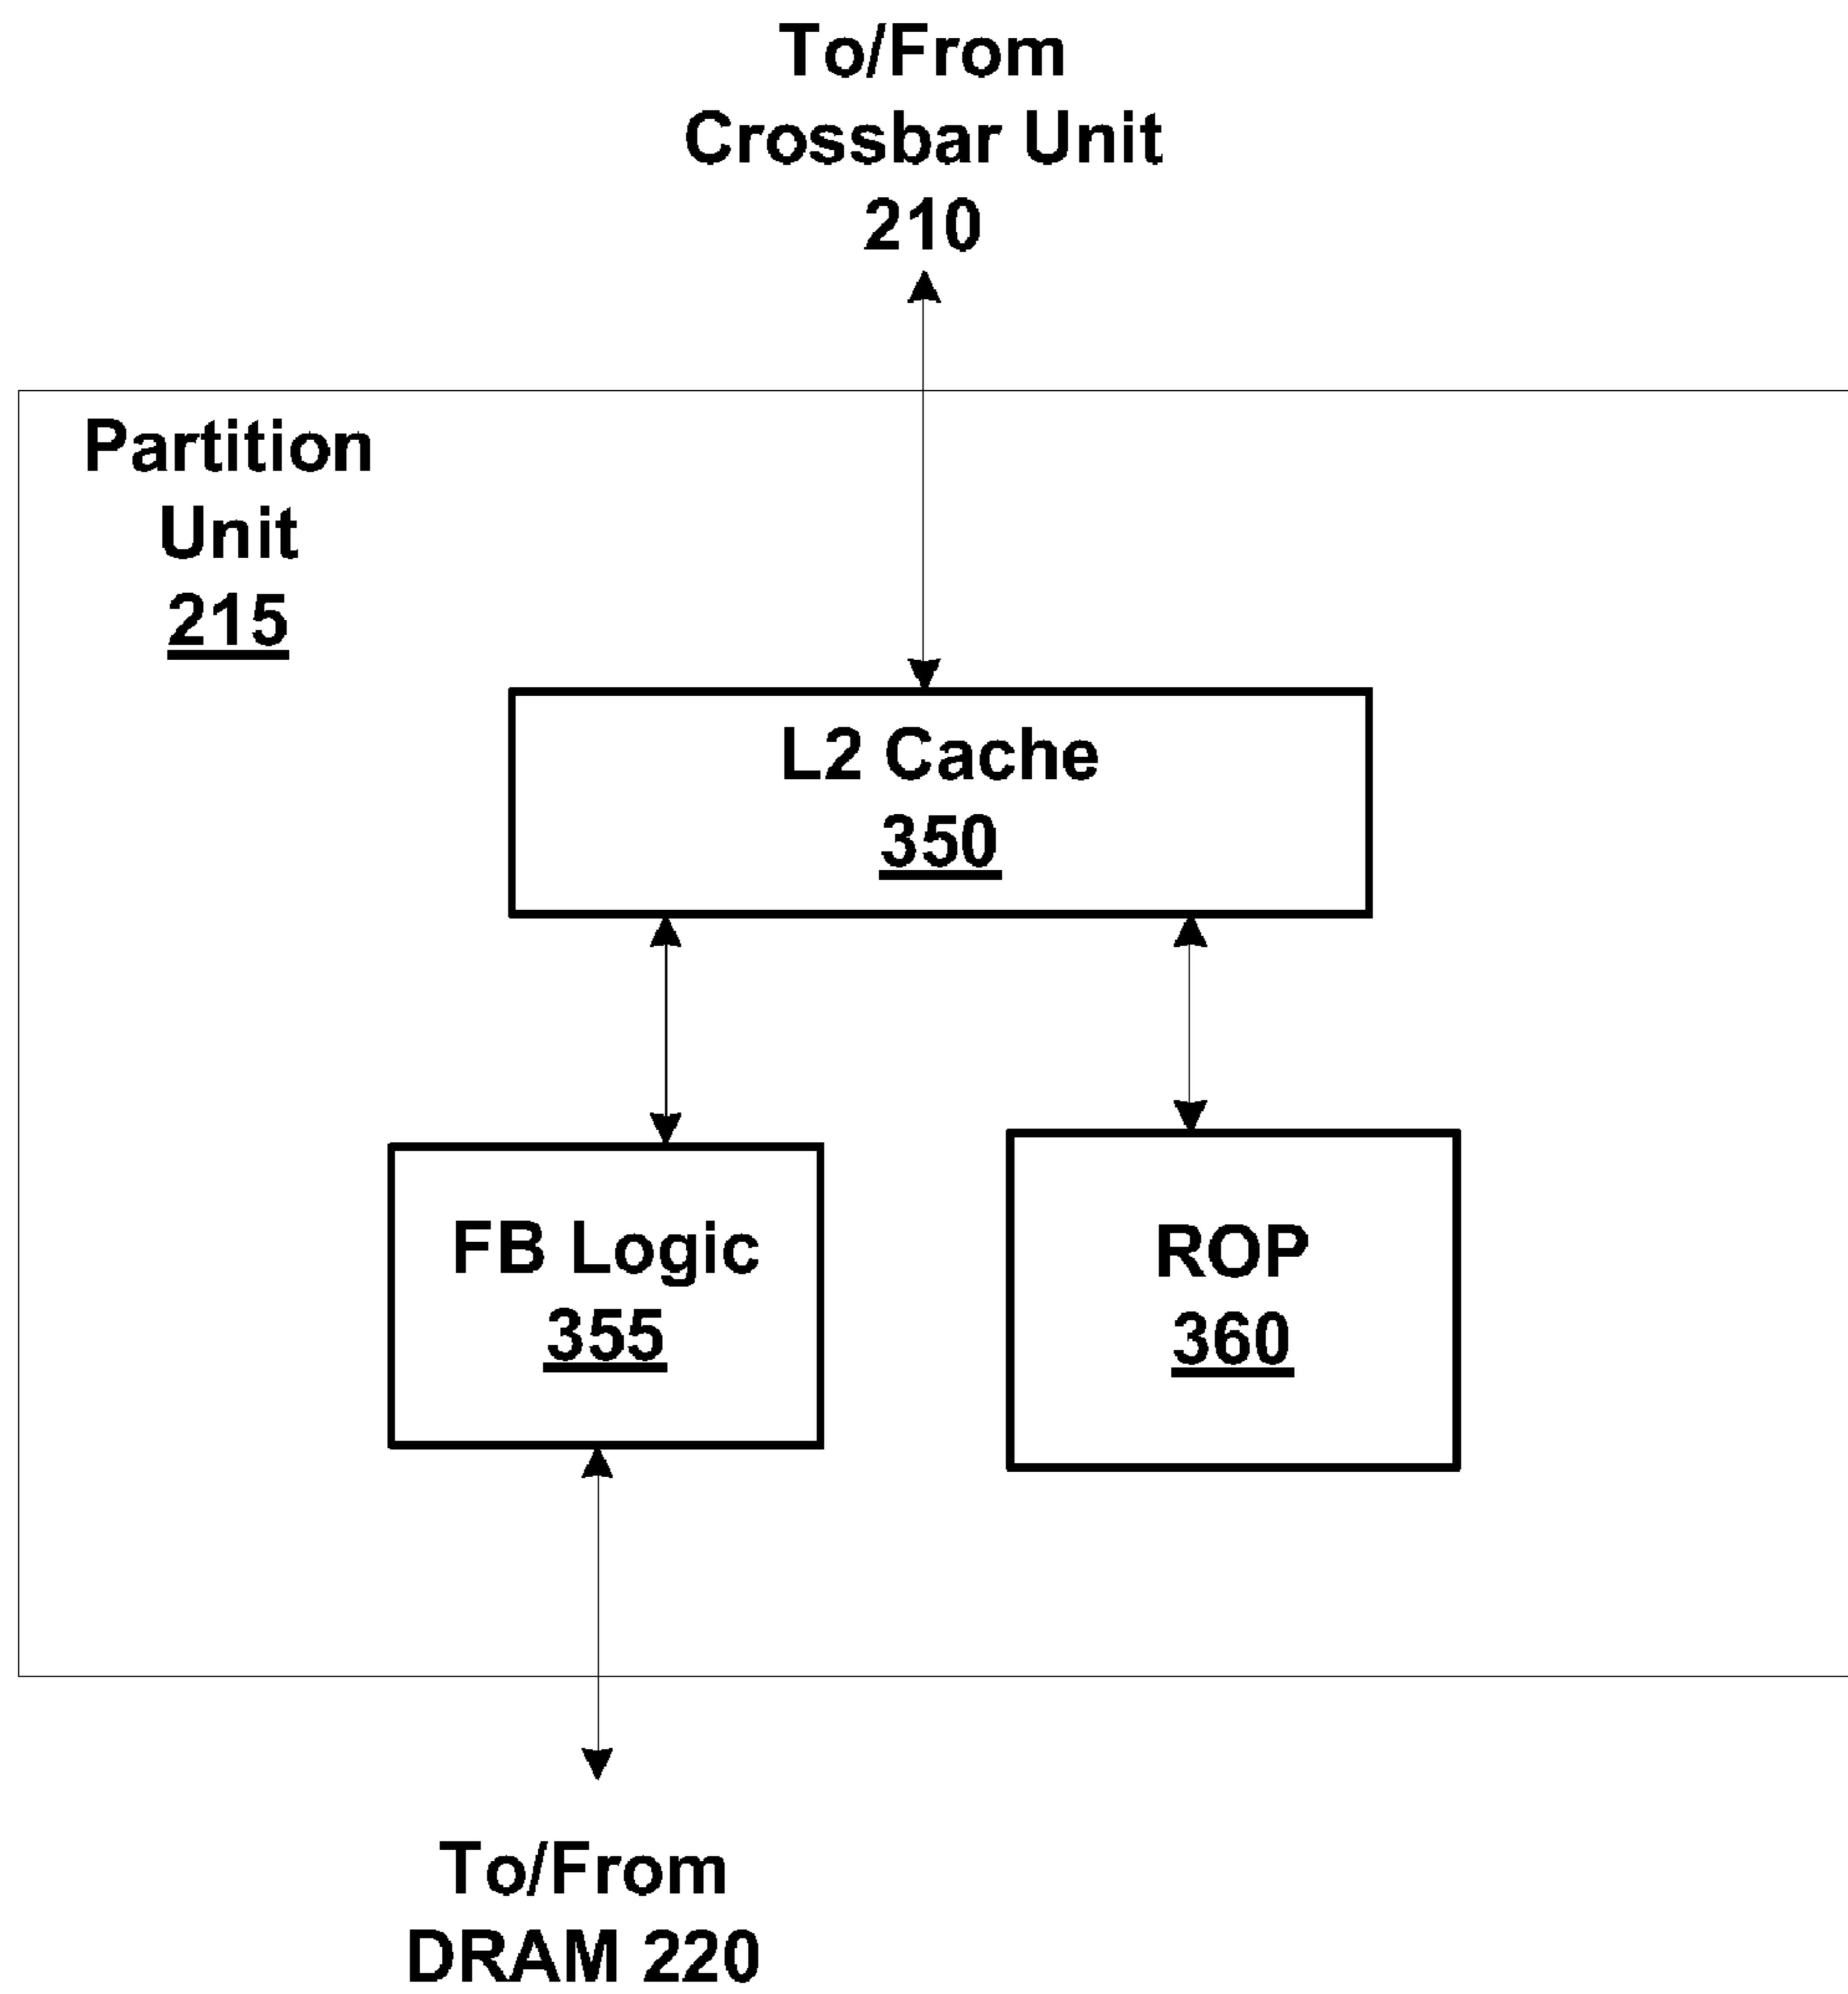 To/From
Crossbar Unit
210
Partition
Unit
215
L2 Cache
350
FB Logic
355
ROP
360
To/From
DRAM 220